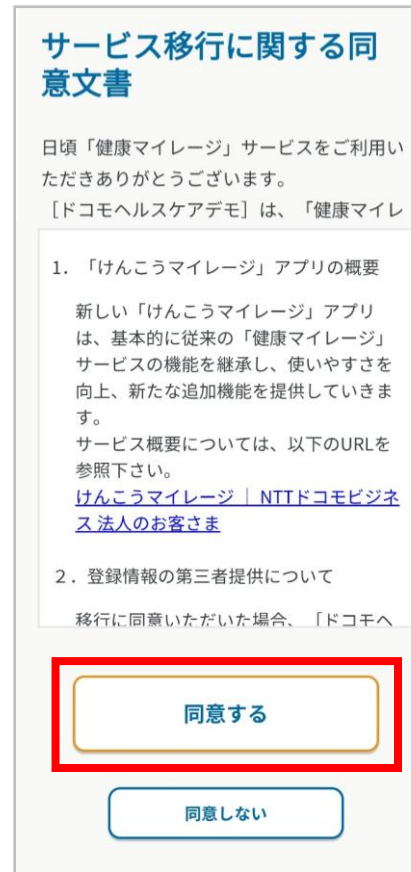 サービス移行に関する同
意文書
日頃「健康マイレージ」サービスをご利用い
ただきありがとうございます。
［ドコモヘルスケアデモ］は、「健康マイレ
1. 「けんこうマイレージ」アプリの概要
新しい「けんこうマイレージ」アプリ
は、基本的に従来の「健康マイレージ」
サービスの機能を継承し、使いやすさを
向上、新たな追加機能を提供していきま
す。
サービス概要については、以下のURLを
参照下さい。
けんこうマイレージ ｜ NTTドコモビジネ
ス 法人のお客さま
２. 登録情報の第三者提供について
移行に同意いただいた場合、「ドコモヘ
同意する
同意しない